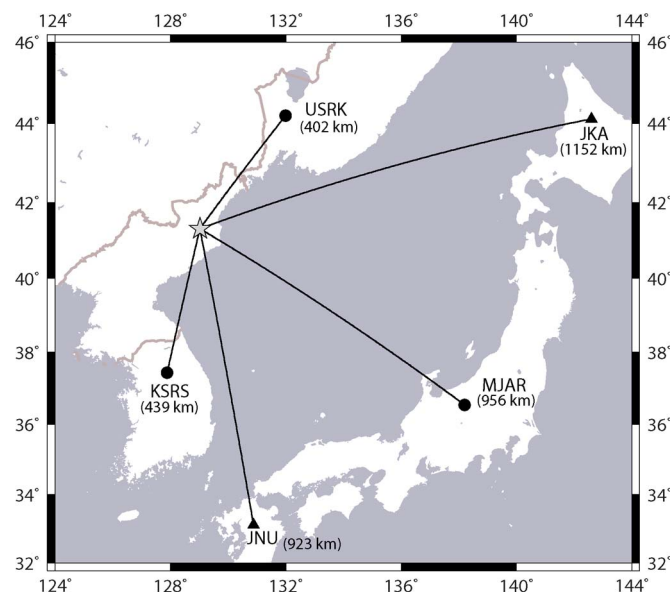 124° 128° 132° 136° 140° 144°
46° 46°
USRK
(402 km)
44° 44°
JKA
(1152 km)
42° 42°
40° 40°
38° 38°
MJAR
(956 km)
KSRS
(439 km)
36° 36°
34° 34°
JNU (923 km)
32° 32°
124° 128° 132° 136° 140° 144°